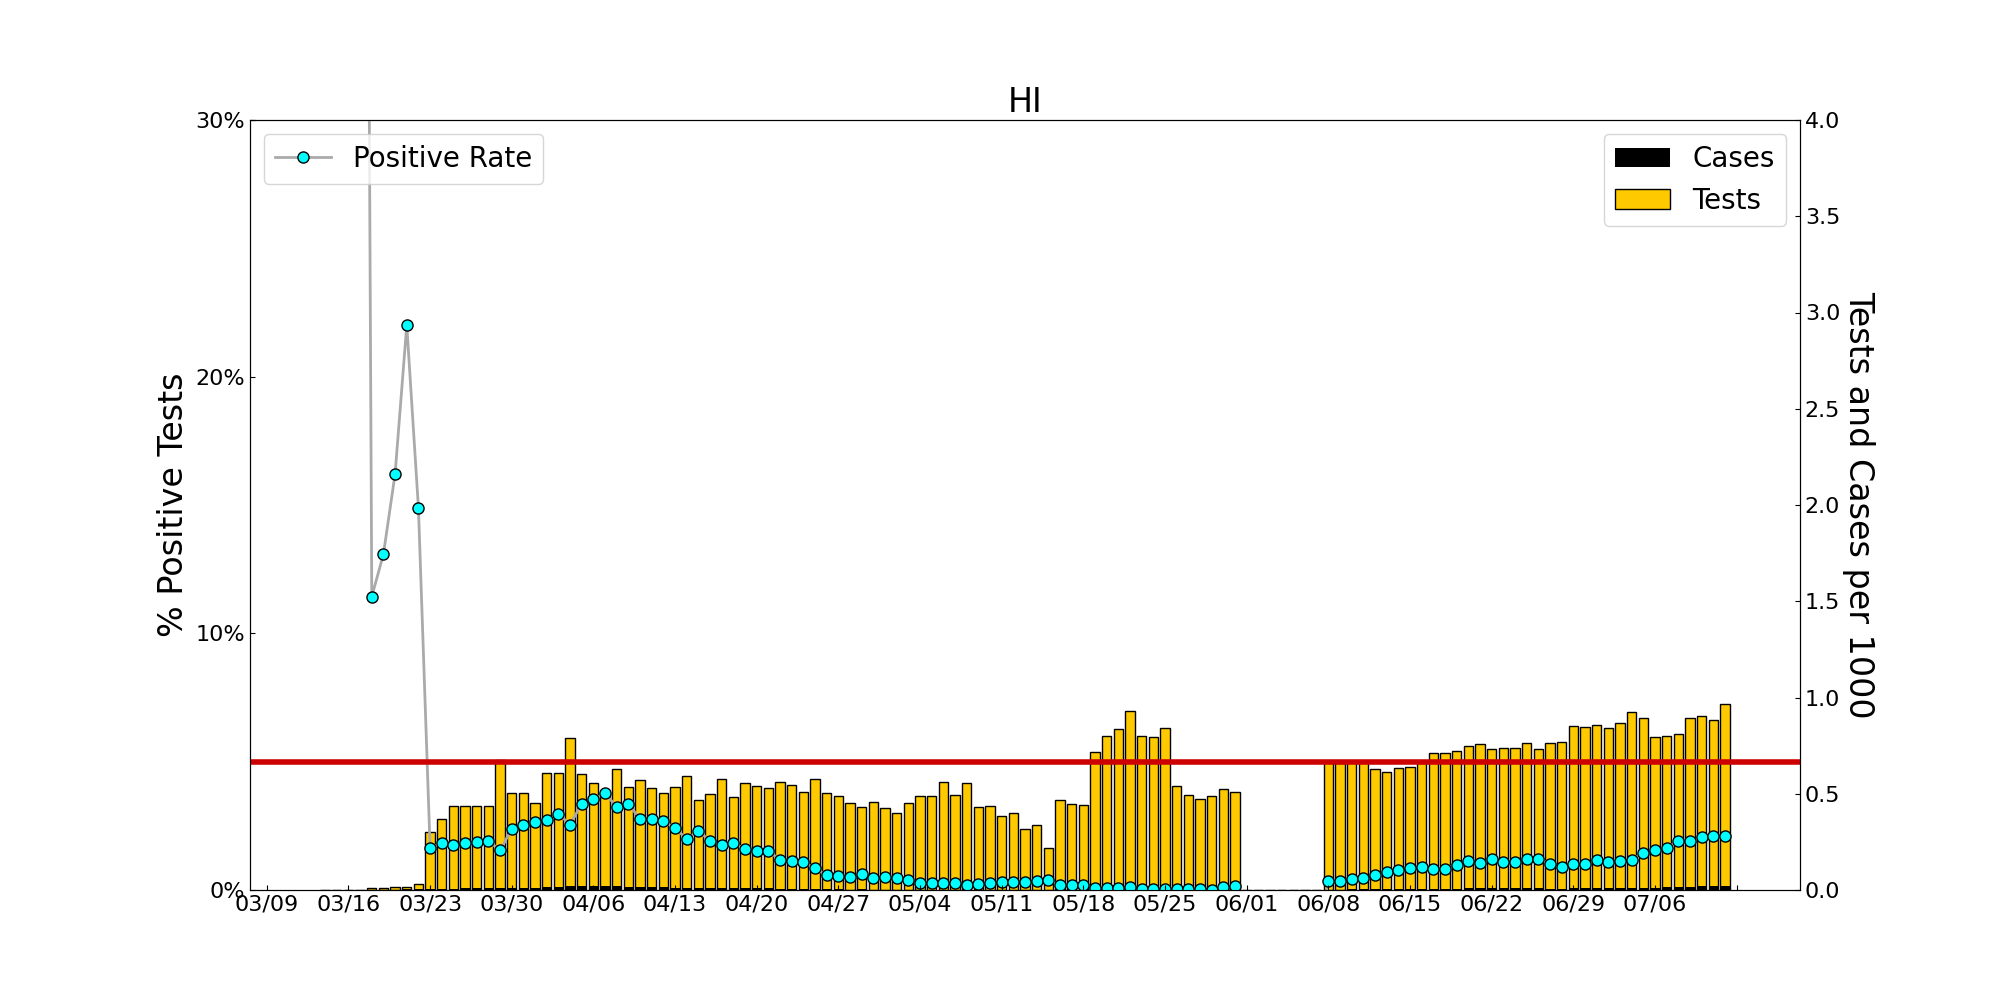 HI
30%
20%
10%
0%
% Positive Tests
Positive Rate
Cases
Tests
4.0
3.5
3.0
2.5
2.0
1.5
1.0
0.5
0.0
Tests and Cases per 1000
03/09 03/16 03/23 03/30 04/06 04/13 04/20 04/27 05/04 05/11 05/18 05/25 06/01 06/08 06/15 06/22 06/29 07/06